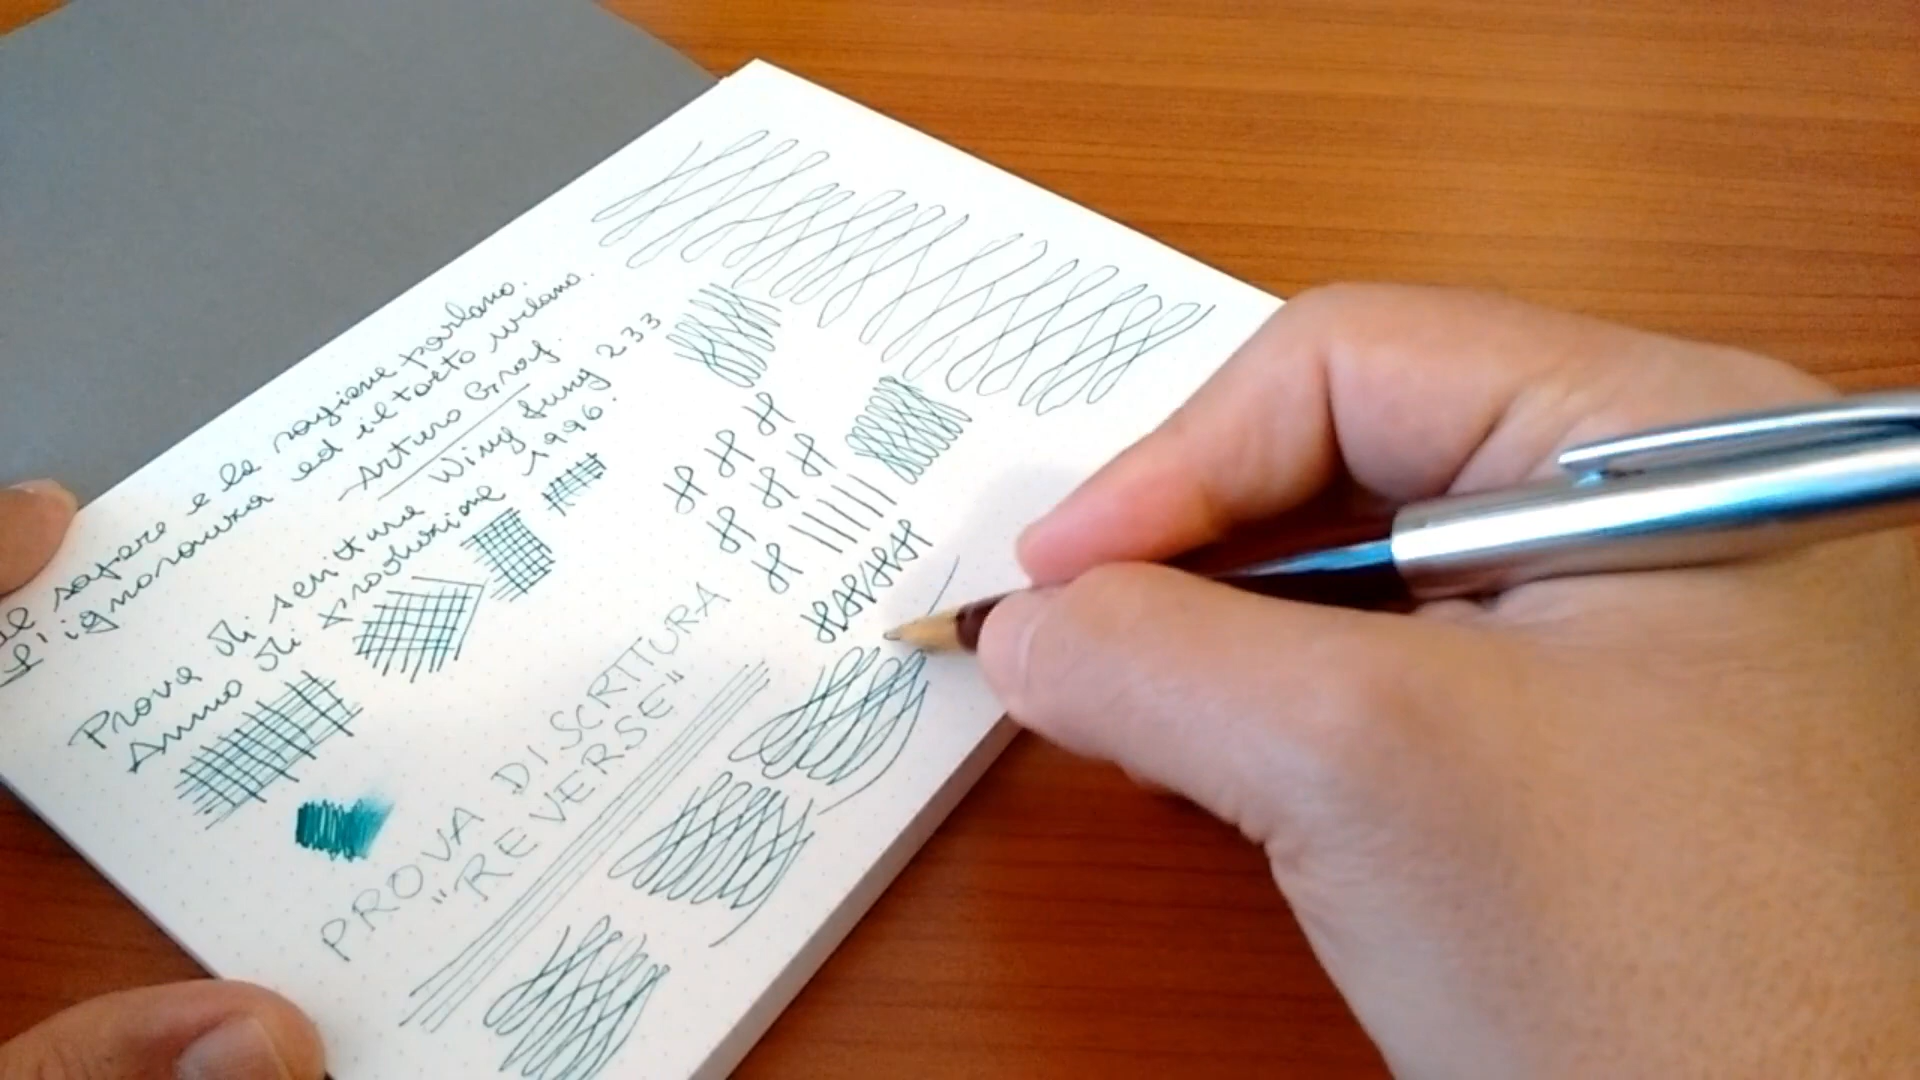 Il sapere e la ragione parlano.
L'ignoranza ed il torto urlano.
-Arturo Graf.
Prova di scrittura Wing Sung 233
Anno di produzione 1996!
PROVA DI SCRITTURA
"REVERSE"